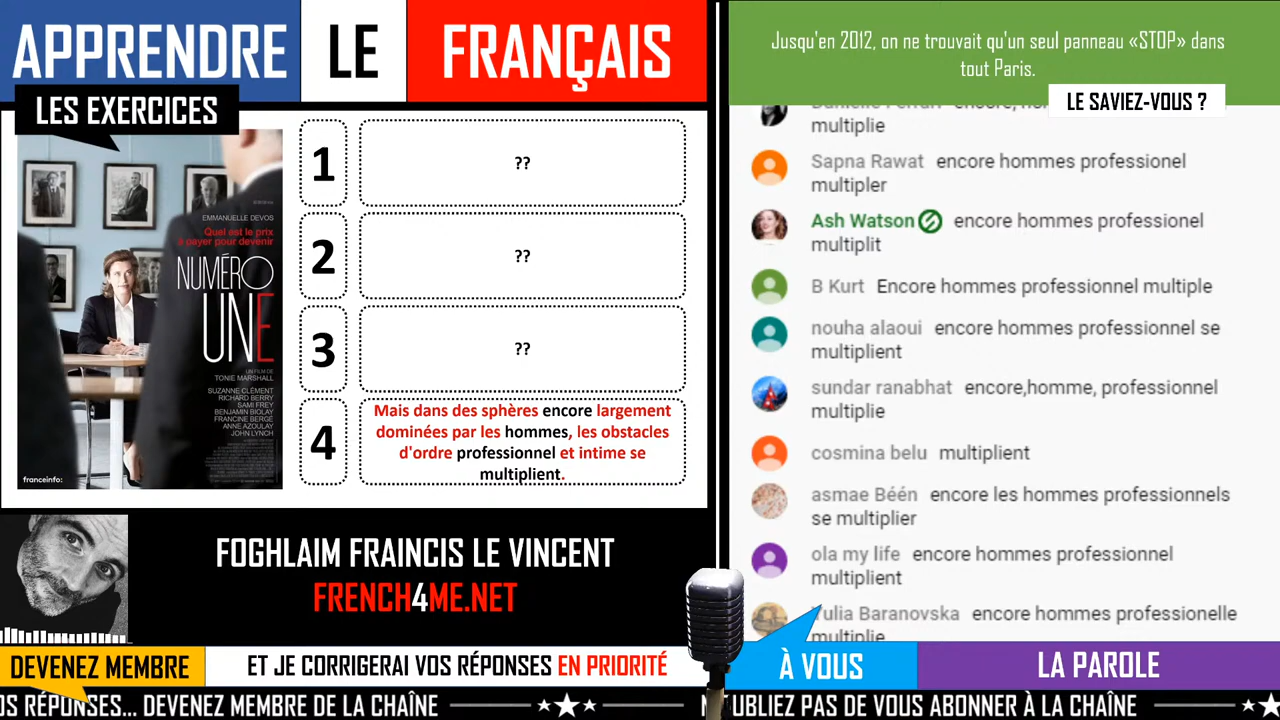 APPRENDRE LE FRANÇAIS
LES EXERCICES
EMMANUELLE DEVOS
Quel est le prix
à payer pour devenir
NUMÉRO
UNE
UN FILM DE
TONIE MARSHALL
SUZANNE CLÉMENT
RICHARD BERRY
SAMI FREY
BENJAMIN BIOLAY
FRANCINE BERGÉ
ANNE AZOULAY
JOHN LYNCH
franceinfo:
1 ??
2 ??
3 ??
4
Mais dans des sphères encore largement
dominées par les hommes, les obstacles
d'ordre professionnel et intime se
multiplient.
FOGHLAIM FRAINCIS LE VINCENT
FRENCH4ME.NET
DEVENEZ MEMBRE
ET JE CORRIGERAI VOS RÉPONSES EN PRIORITÉ
OS RÉPONSES... DEVENEZ MEMBRE DE LA CHAÎNE
Jusqu'en 2012, on ne trouvait qu'un seul panneau «STOP» dans
tout Paris.
LE SAVIEZ-VOUS ?
multiplie
Sapna Rawat encore hommes professionel
multipler
Ash Watson encore hommes professionel
multiplit
B Kurt Encore hommes professionnel multiple
nouha alaoui encore hommes professionnel se
multiplient
sundar ranabhat encore,homme, professionnel
multiplie
cosmina belu multiplient
asmae Béén encore les hommes professionnels
se multiplier
ola my life encore hommes professionnel
multiplient
Yulia Baranovska encore hommes professionelle
multiplie
À VOUS
LA PAROLE
UBLIEZ PAS DE VOUS ABONNER À LA CHAÎNE